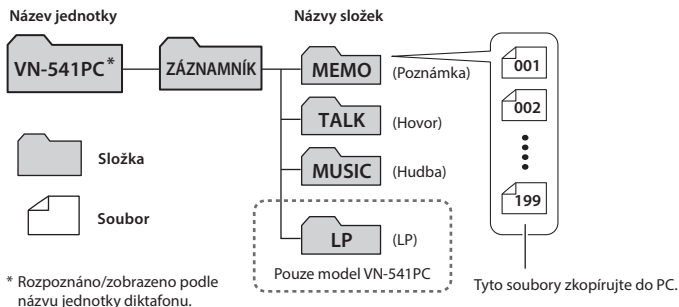 Název jednotky
Názvy složek
VN-541PC*
ZÁZNAMNÍK
MEMO
(Poznámka)
TALK
(Hovor)
MUSIC
(Hudba)
LP
(LP)
Pouze model VN-541PC
001
002
199
Tyto soubory zkopírujte do PC.
Složka
Soubor
* Rozpoznáno/zobrazeno podle
názvu jednotky diktafonu.